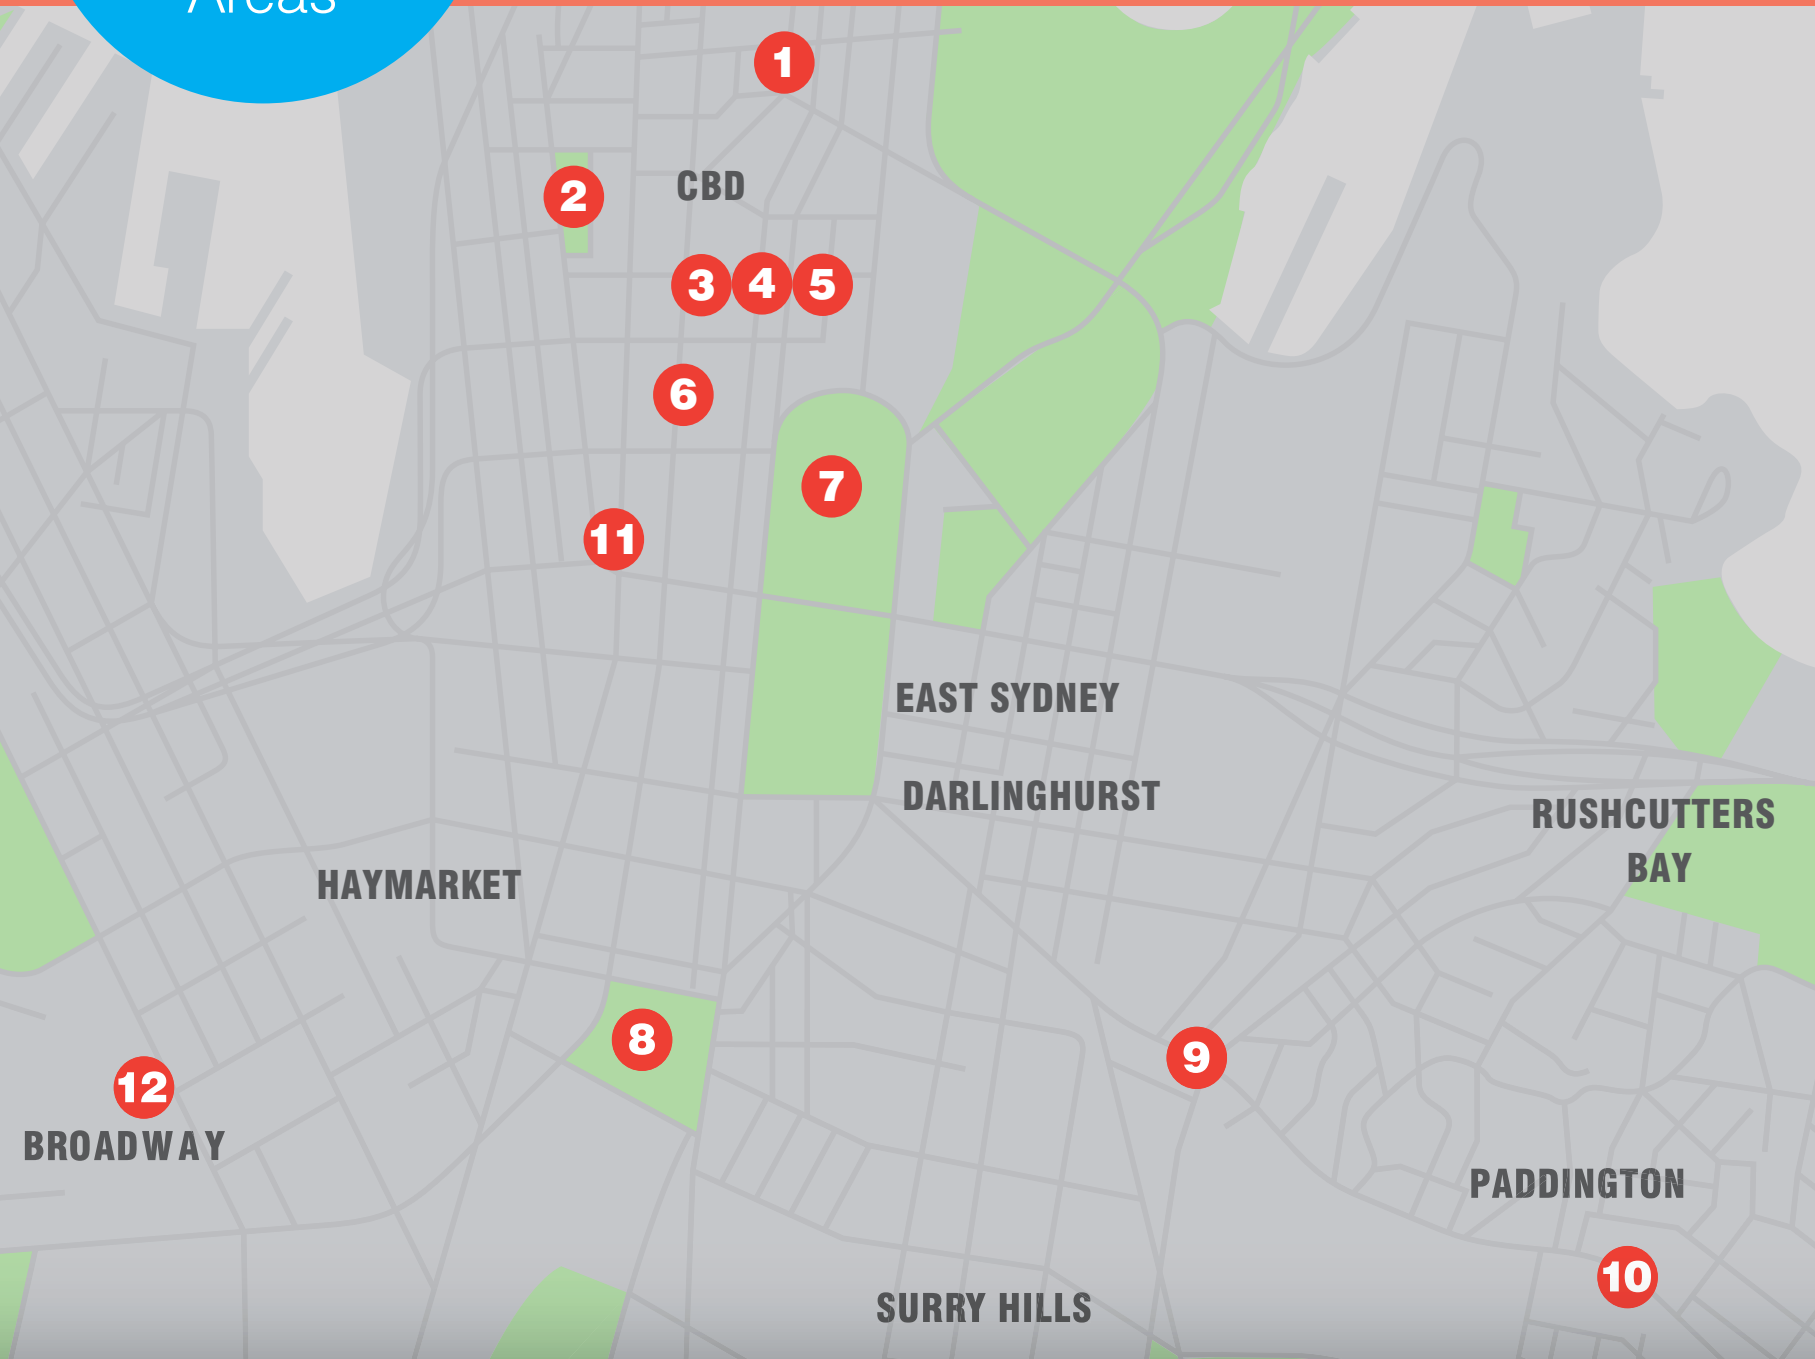 Areas
1
2
CBD
3 4 5
6
7
11
EAST SYDNEY
DARLINGHURST
RUSHCUTTERS
BAY
HAYMARKET
8
9
12
BROADWAY
PADDINGTON
10
SURRY HILLS